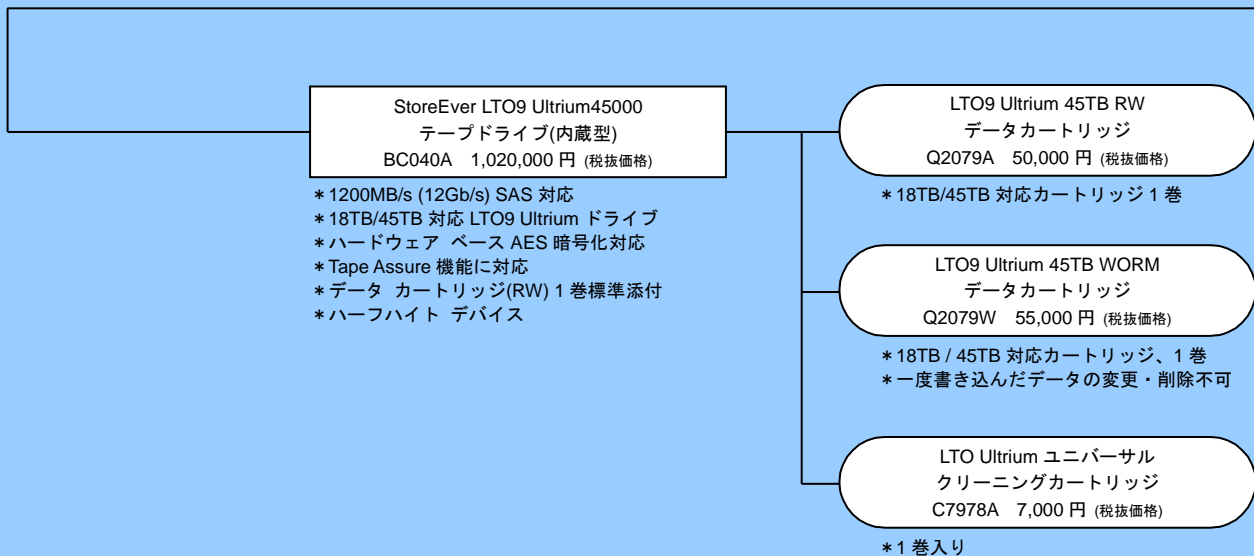 StoreEver LTO9 Ultrium45000
テープドライブ(内蔵型)
BC040A 1,020,000 円 (税抜価格)
＊1200MB/s (12Gb/s) SAS 対応
＊18TB/45TB 対応 LTO9 Ultrium ドライブ
＊ハードウェア ベース AES 暗号化対応
＊Tape Assure 機能に対応
＊データ カートリッジ(RW) 1 巻標準添付
＊ハーフハイト デバイス
LTO9 Ultrium 45TB RW
データカートリッジ
Q2079A 50,000 円 (税抜価格)
＊18TB/45TB 対応カートリッジ 1 巻
LTO9 Ultrium 45TB WORM
データカートリッジ
Q2079W 55,000 円 (税抜価格)
＊18TB / 45TB 対応カートリッジ、1 巻
＊一度書き込んだデータの変更・削除不可
LTO Ultrium ユニバーサル
クリーニングカートリッジ
C7978A 7,000 円 (税抜価格)
＊1 巻入り